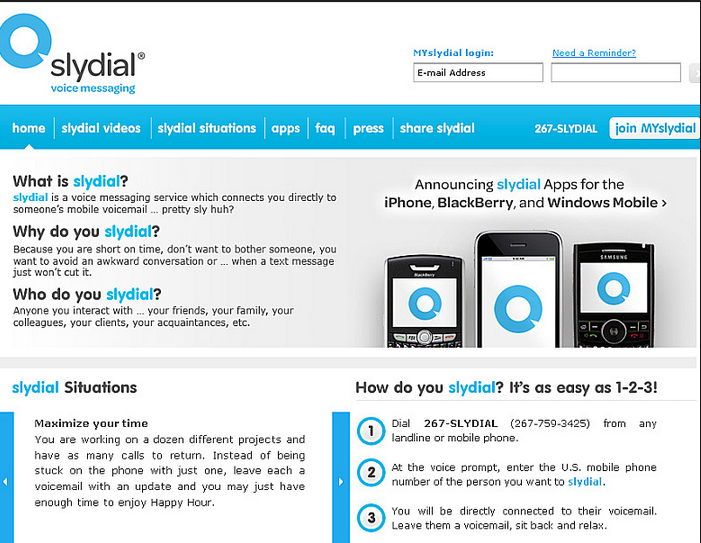 slydial®
voice messaging
MYslydial login:
Need a Reminder?
E-mail Address
home
slydial videos
slydial situations
apps
faq
press
share slydial
267-SLYDIAL
join MYslydial
What is slydial?
slydial is a voice messaging service which connects you directly to
someone's mobile voicemail ... pretty sly huh?
Why do you slydial?
Because you are short on time, don't want to bother someone, you
want to avoid an awkward conversation or ... when a text message
just won't cut it.
Who do you slydial?
Anyone you interact with ... your friends, your family, your
colleagues, your clients, your acquaintances, etc.
Announcing slydial Apps for the
iPhone, BlackBerry, and Windows Mobile >
BlackBerry
SAMSUNG
slydial Situations
Maximize your time
You are working on a dozen different projects and
have as many calls to return. Instead of being
stuck on the phone with just one, leave each a
voicemail with an update and you may just have
enough time to enjoy Happy Hour.
How do you slydial? It's as easy as 1-2-3!
1
Dial 267-SLYDIAL (267-759-3425) from any
landline or mobile phone.
2
At the voice prompt, enter the U.S. mobile phone
number of the person you want to slydial.
3
You will be directly connected to their voicemail.
Leave them a voicemail, sit back and relax.